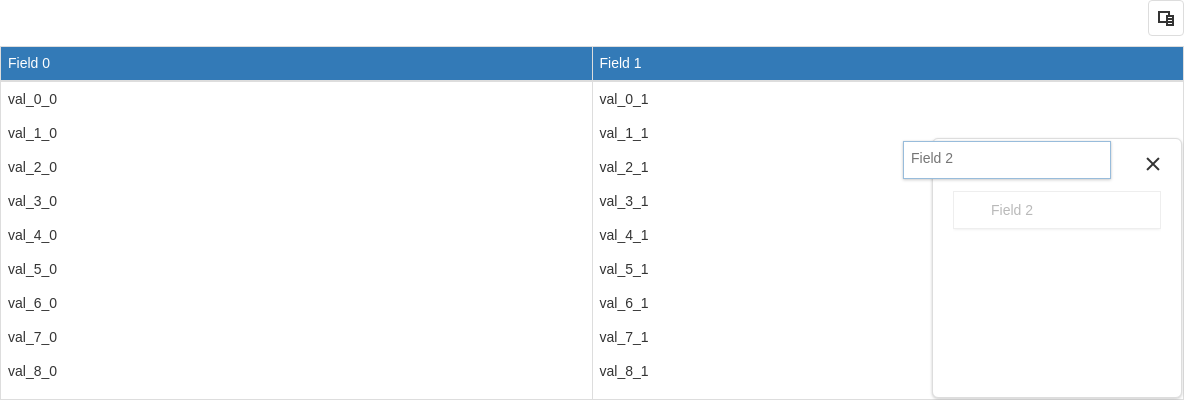 Field 0 Field 1
val_0_0 val_0_1
val_1_0 val_1_1
Field 2
val_2_0 val_2_1
val_3_0 val_3_1
Field 2
val_4_0 val_4_1
val_5_0 val_5_1
val_6_0 val_6_1
val_7_0 val_7_1
val_8_0 val_8_1